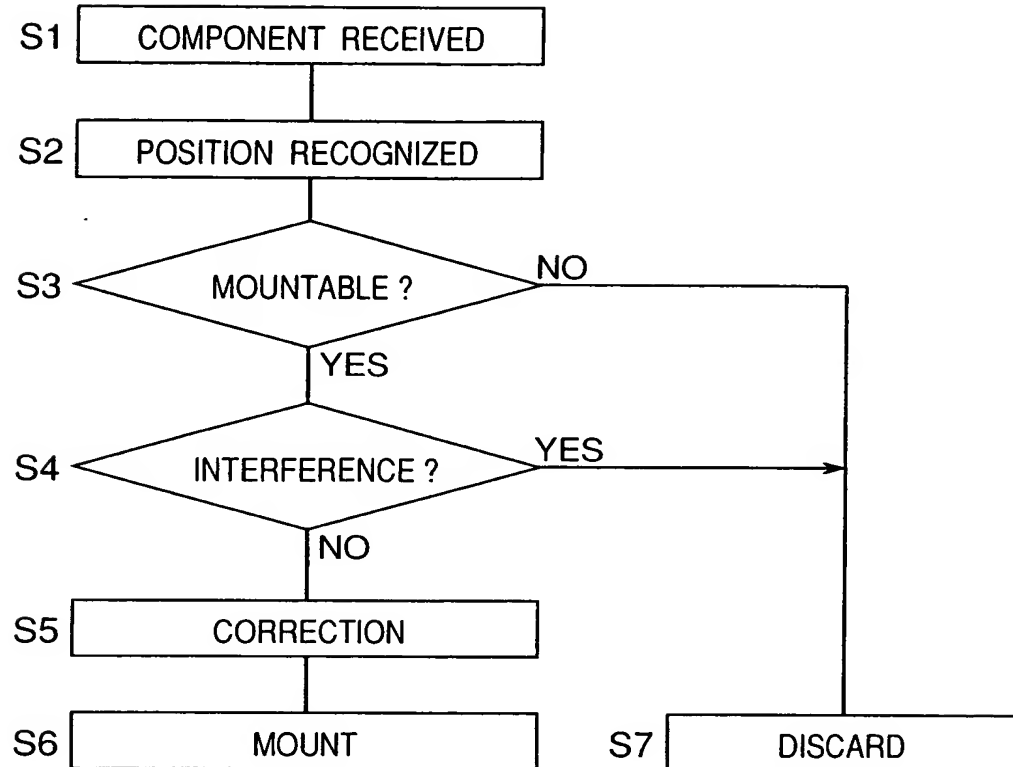 S1 COMPONENT RECEIVED
S2 POSITION RECOGNIZED
S3 MOUNTABLE ? NO
YES
S4 INTERFERENCE ? YES
NO
S5 CORRECTION
S6 MOUNT S7 DISCARD